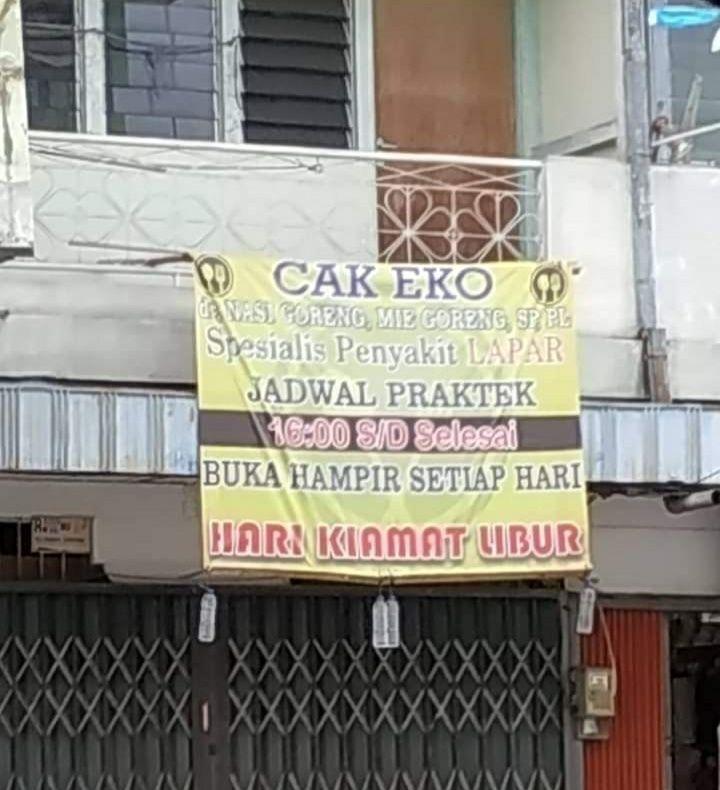 CAK EKO
dr. NASI GORENG, MIE GORENG, SP. PL
Spesialis Penyakit LAPAR
JADWAL PRAKTEK
16:00 S/D Selesai
BUKA HAMPIR SETIAP HARI
HARI KIAMAT LIBUR